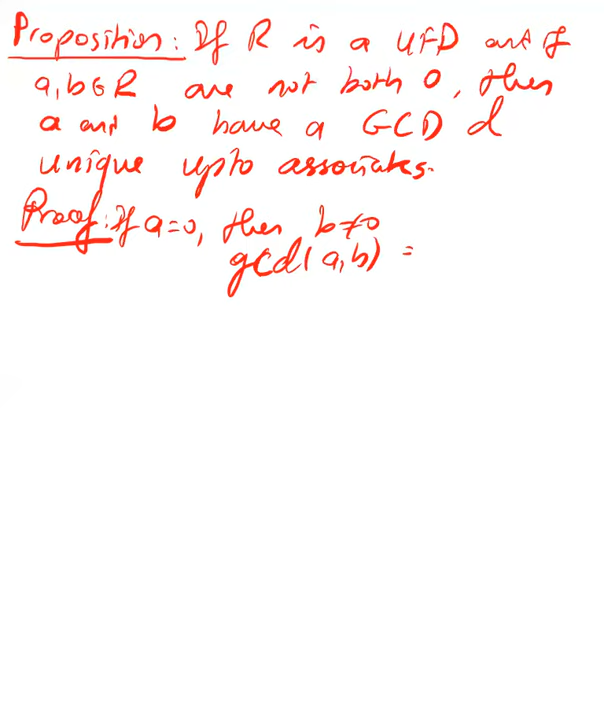 Proposition: If R is a UFD and if
a, b ∈ R are not both 0, then
a and b have a GCD d
unique upto associates.
Proof: If a=0, then b≠0
gcd(a,b) =